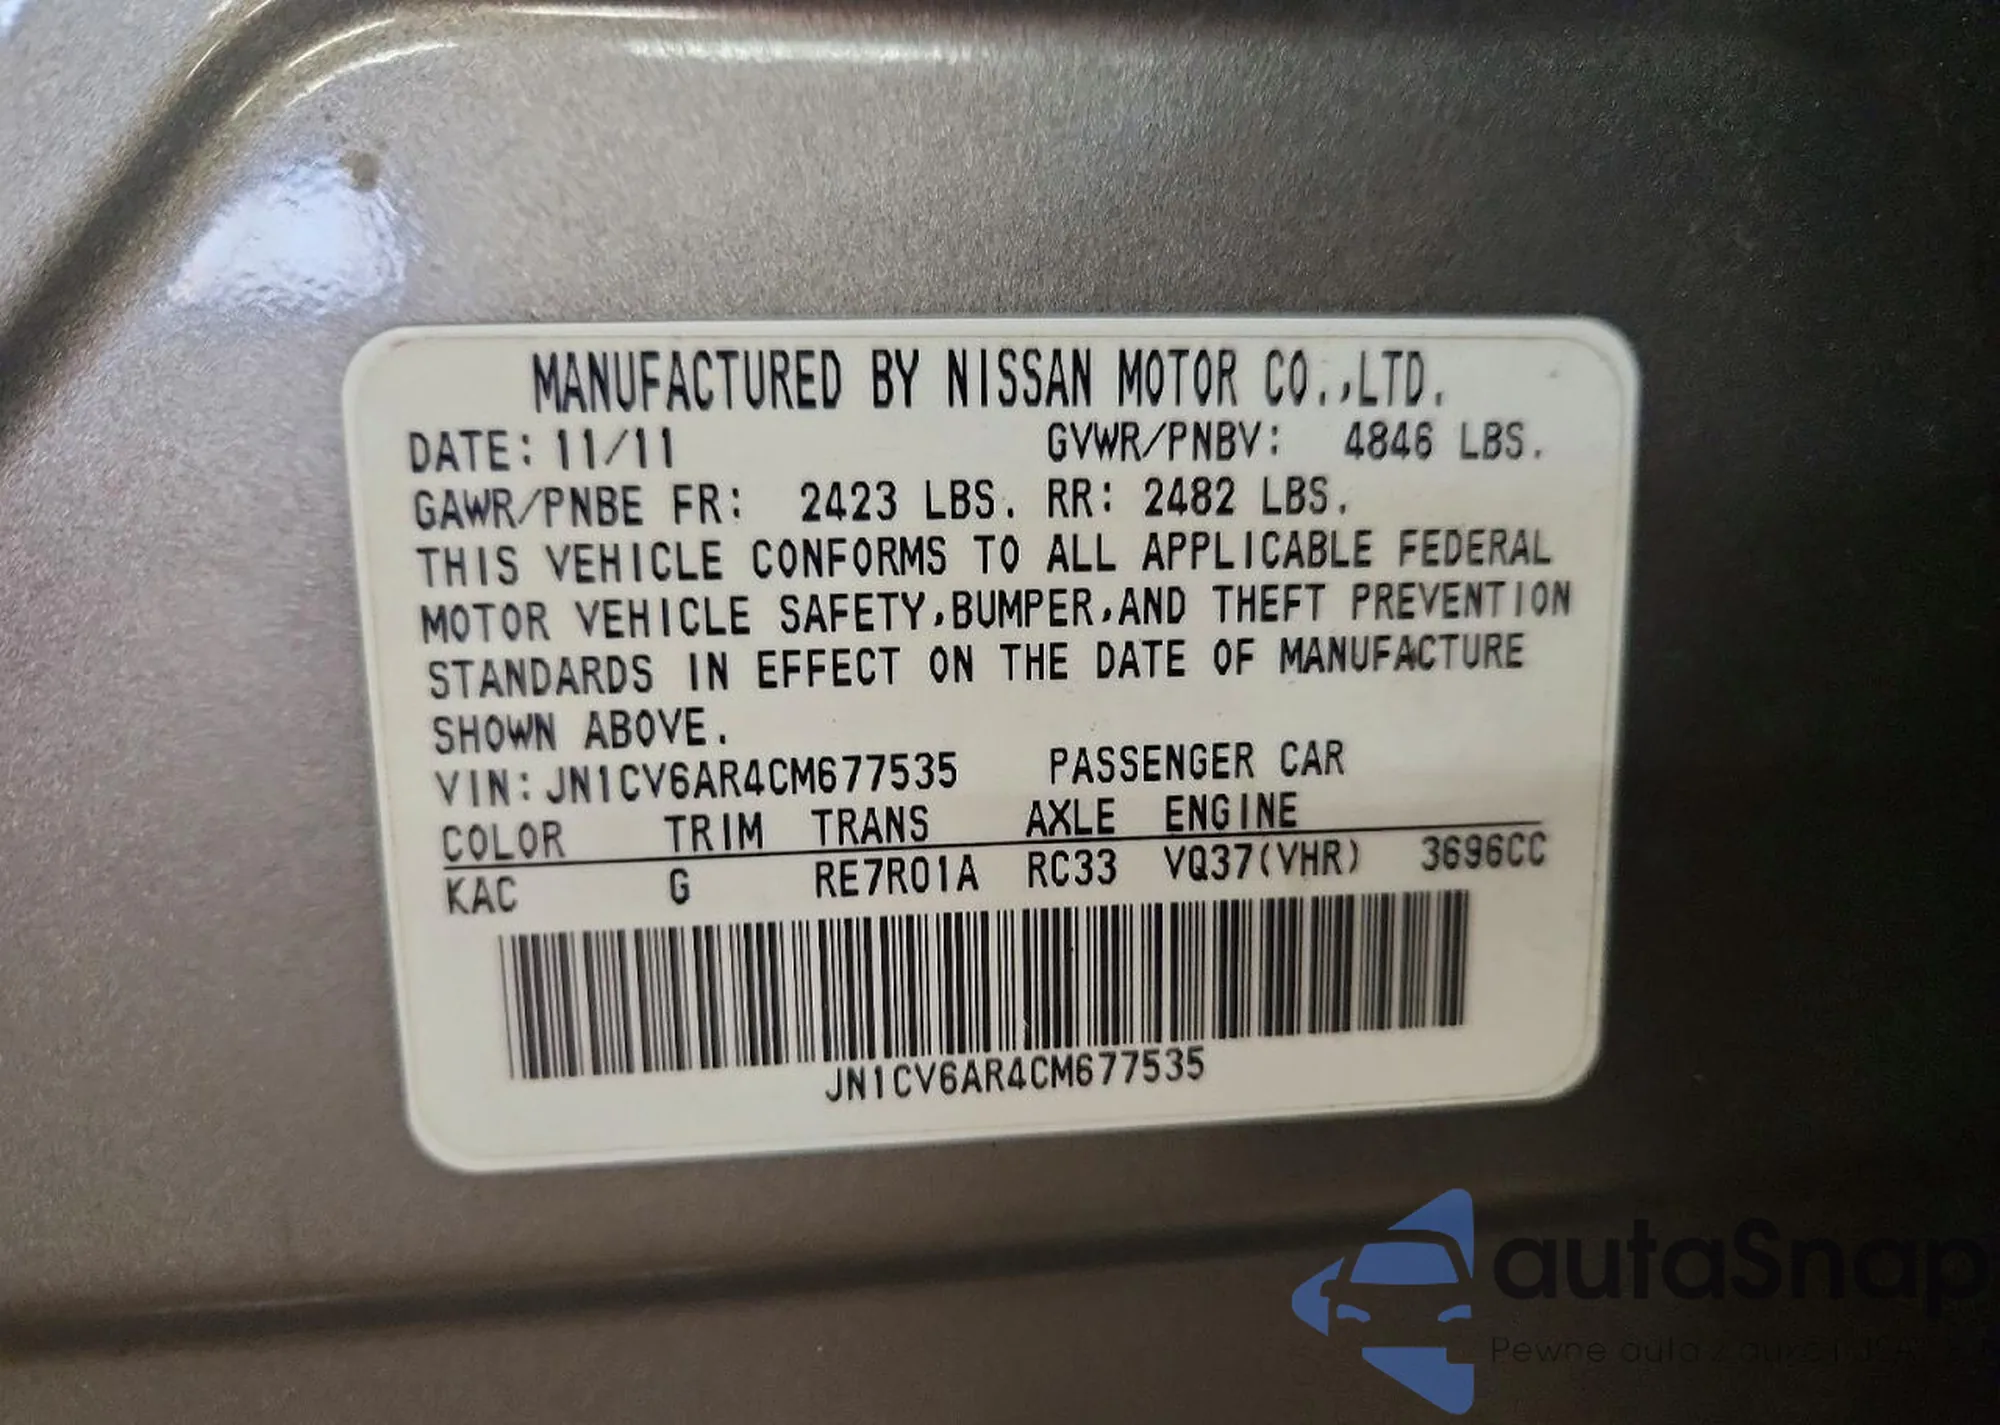 MANUFACTURED BY NISSAN MOTOR CO.,LTD.
DATE: 11/11 GVWR/PNBV: 4846 LBS.
GAWR/PNBE FR: 2423 LBS. RR: 2482 LBS.
THIS VEHICLE CONFORMS TO ALL APPLICABLE FEDERAL
MOTOR VEHICLE SAFETY,BUMPER,AND THEFT PREVENTION
STANDARDS IN EFFECT ON THE DATE OF MANUFACTURE
SHOWN ABOVE.
VIN: JN1CV6AR4CM677535 PASSENGER CAR
COLOR TRIM TRANS AXLE ENGINE
KAC G RE7R01A RC33 VQ37(VHR) 3696CC
JN1CV6AR4CM677535
autaSnap
Pewne auta z